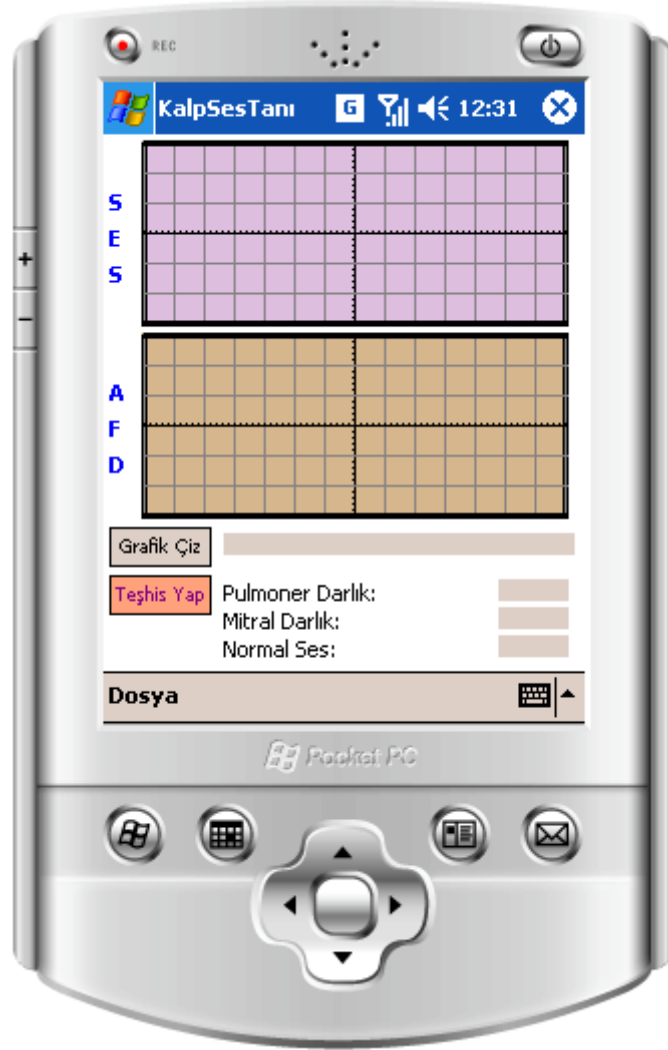 REC
KalpSesTanı G 12:31
S
E
S
A
F
D
Grafik Çiz
Teşhis Yap
Pulmoner Darlık:
Mitral Darlık:
Normal Ses:
Dosya
Pocket PC